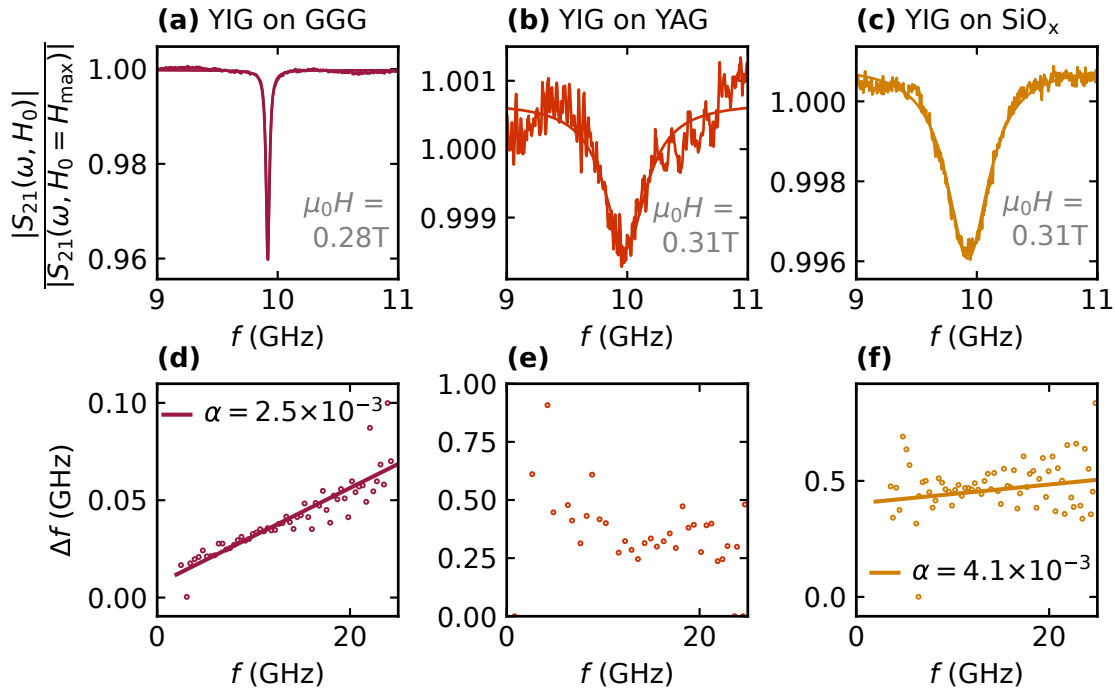 (a) YIG on GGG
(b) YIG on YAG
(c) YIG on SiOₓ
|S₂₁(ω, H₀)|
|S₂₁(ω, H₀ = Hₘₐₓ)|
1.00
0.98
0.96
μ₀H =
0.28T
9 10 11
f (GHz)
1.001
1.000
0.999
μ₀H =
0.31T
9 10 11
f (GHz)
1.000
0.998
0.996
μ₀H =
0.31T
9 10 11
f (GHz)
(d)
Δf (GHz)
0.10
0.05
0.00
α = 2.5×10⁻³
0 20
f (GHz)
(e)
1.00
0.75
0.50
0.25
0.00
0 20
f (GHz)
(f)
0.5
0.0
α = 4.1×10⁻³
0 20
f (GHz)